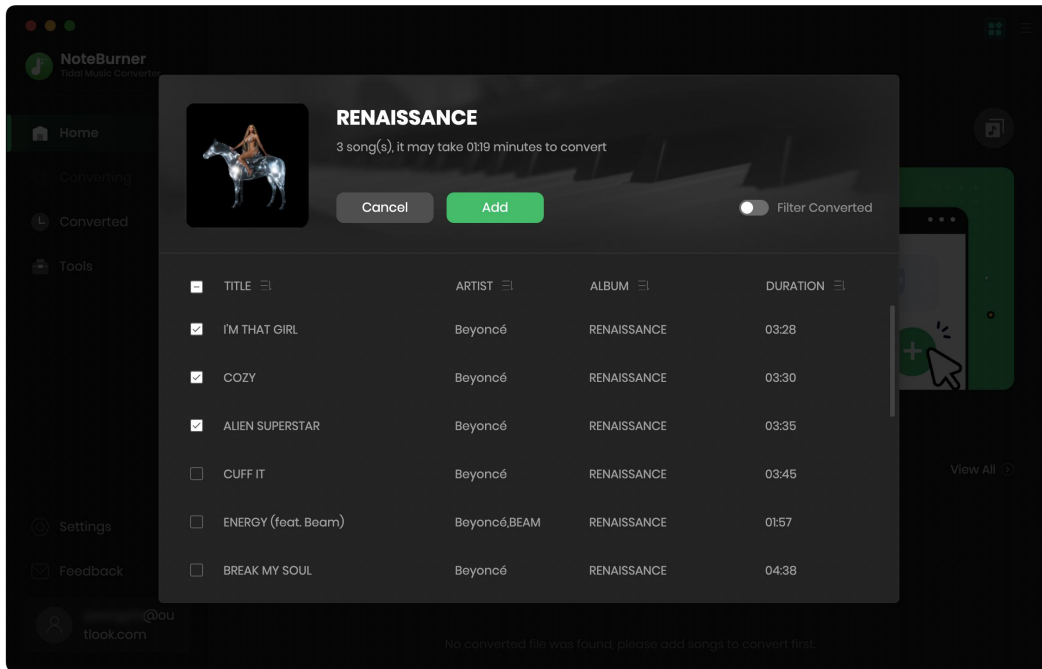 NoteBurner
Tidal Music Converter
Home
Converting
Converted
Tools
Settings
Feedback
@ou
tlook.com
RENAISSANCE
3 song(s), it may take 01:19 minutes to convert
Cancel
Add
Filter Converted
TITLE ARTIST ALBUM DURATION
I'M THAT GIRL Beyoncé RENAISSANCE 03:28
COZY Beyoncé RENAISSANCE 03:30
ALIEN SUPERSTAR Beyoncé RENAISSANCE 03:35
CUFF IT Beyoncé RENAISSANCE 03:45
ENERGY (feat. Beam) Beyoncé,BEAM RENAISSANCE 01:57
BREAK MY SOUL Beyoncé RENAISSANCE 04:38
View All
No converted file was found, please add songs to convert first.